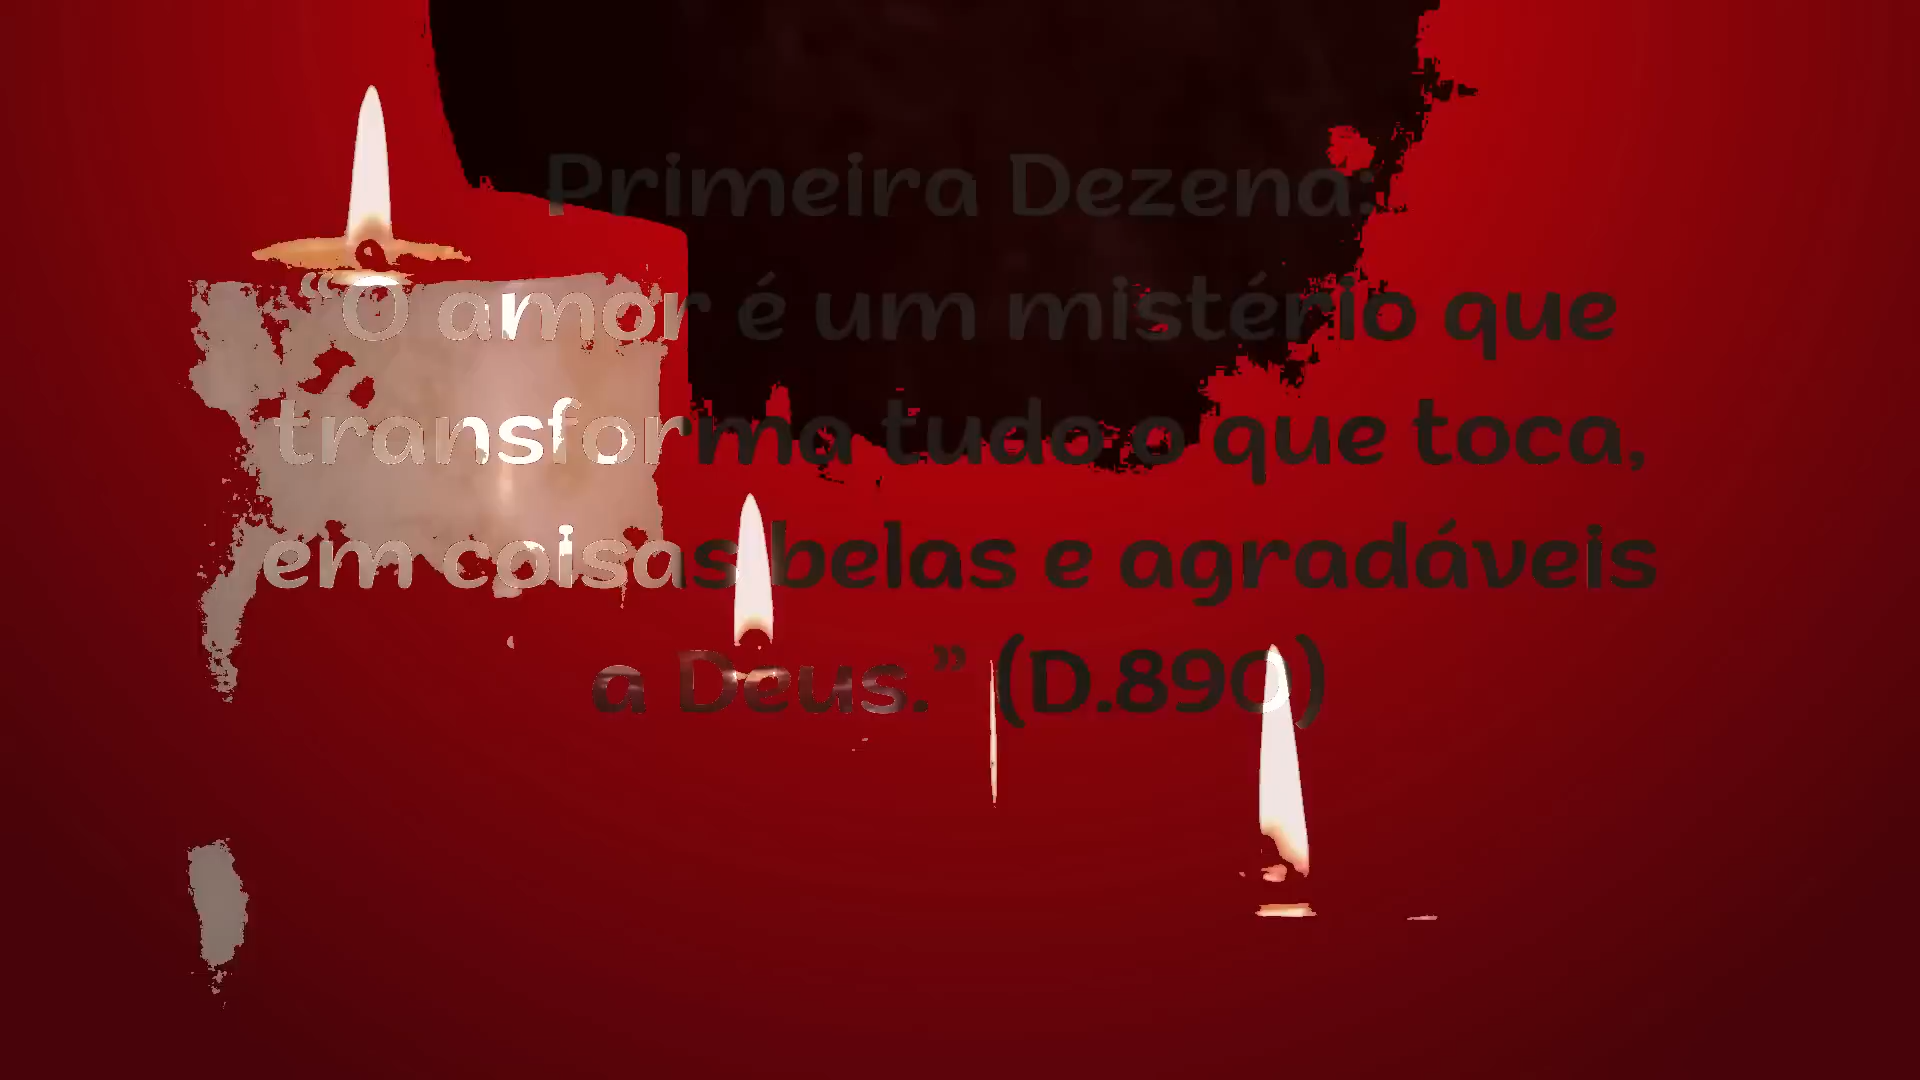 Primeira Dezena:
“O amor é um mistério que
transforma tudo o que toca,
em coisas belas e agradáveis
a Deus.” (D.890)